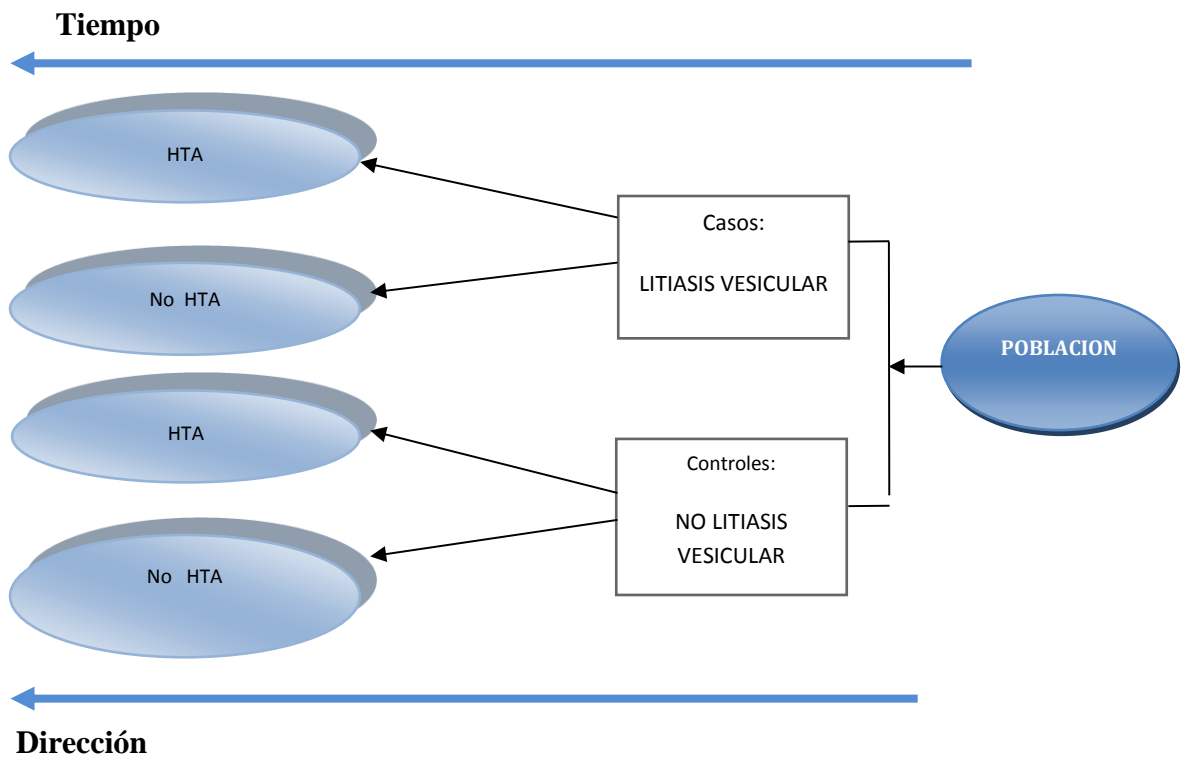 Tiempo
HTA
No HTA
HTA
No HTA
Casos:
LITIASIS VESICULAR
Controles:
NO LITIASIS
VESICULAR
POBLACION
Dirección